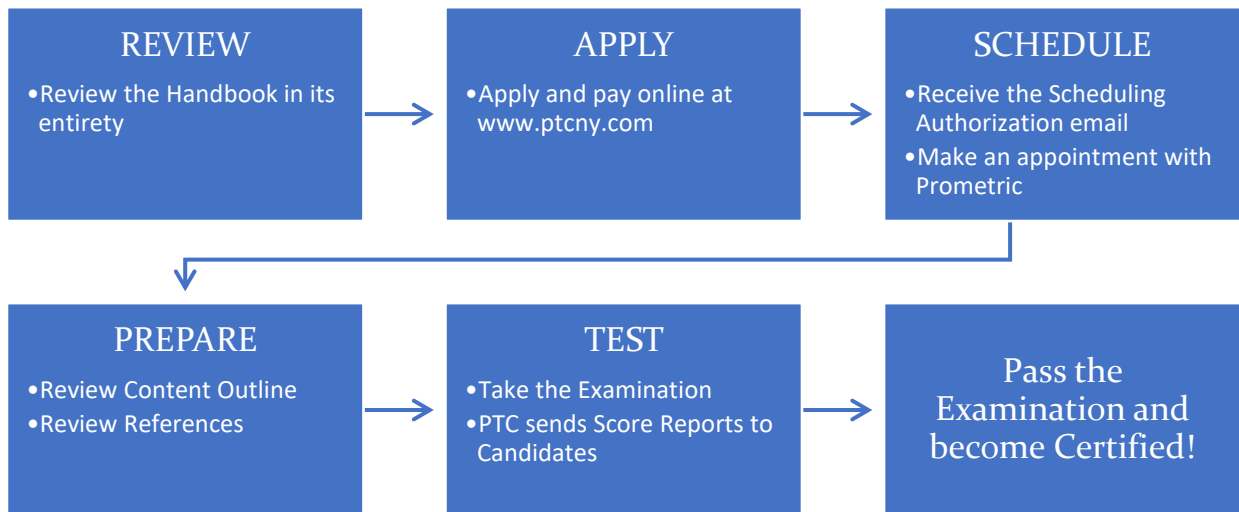 REVIEW
•Review the Handbook in its
entirety
APPLY
•Apply and pay online at
www.ptcny.com
SCHEDULE
•Receive the Scheduling
Authorization email
•Make an appointment with
Prometric
PREPARE
•Review Content Outline
•Review References
TEST
•Take the Examination
•PTC sends Score Reports to
Candidates
Pass the
Examination and
become Certified!